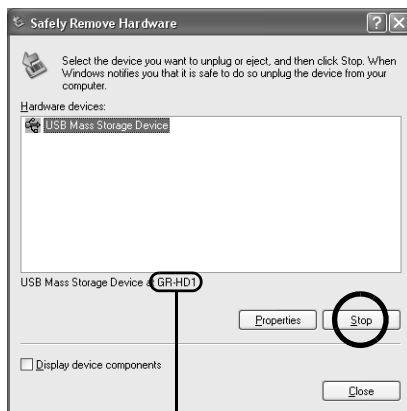 Safely Remove Hardware
Select the device you want to unplug or eject, and then click Stop. When
Windows notifies you that it is safe to do so unplug the device from your
computer.
Hardware devices:
USB Mass Storage Device
USB Mass Storage Device at GR-HD1
Properties
Stop
Display device components
Close